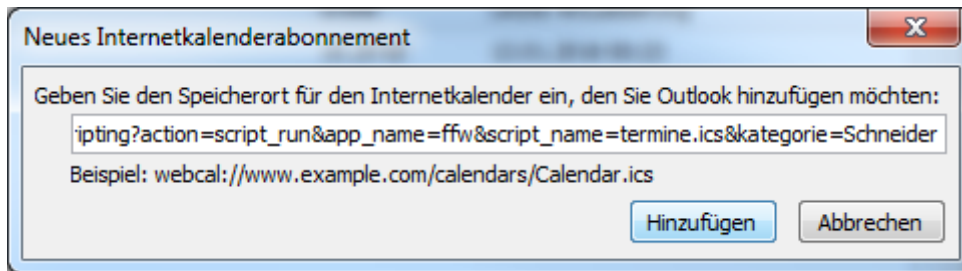 Neues Internetkalenderabonnement
Geben Sie den Speicherort für den Internetkalender ein, den Sie Outlook hinzufügen möchten:
ripting?action=script_run&app_name=ffw&script_name=termine.ics&kategorie=Schneider
Beispiel: webcal://www.example.com/calendars/Calendar.ics
Hinzufügen Abbrechen